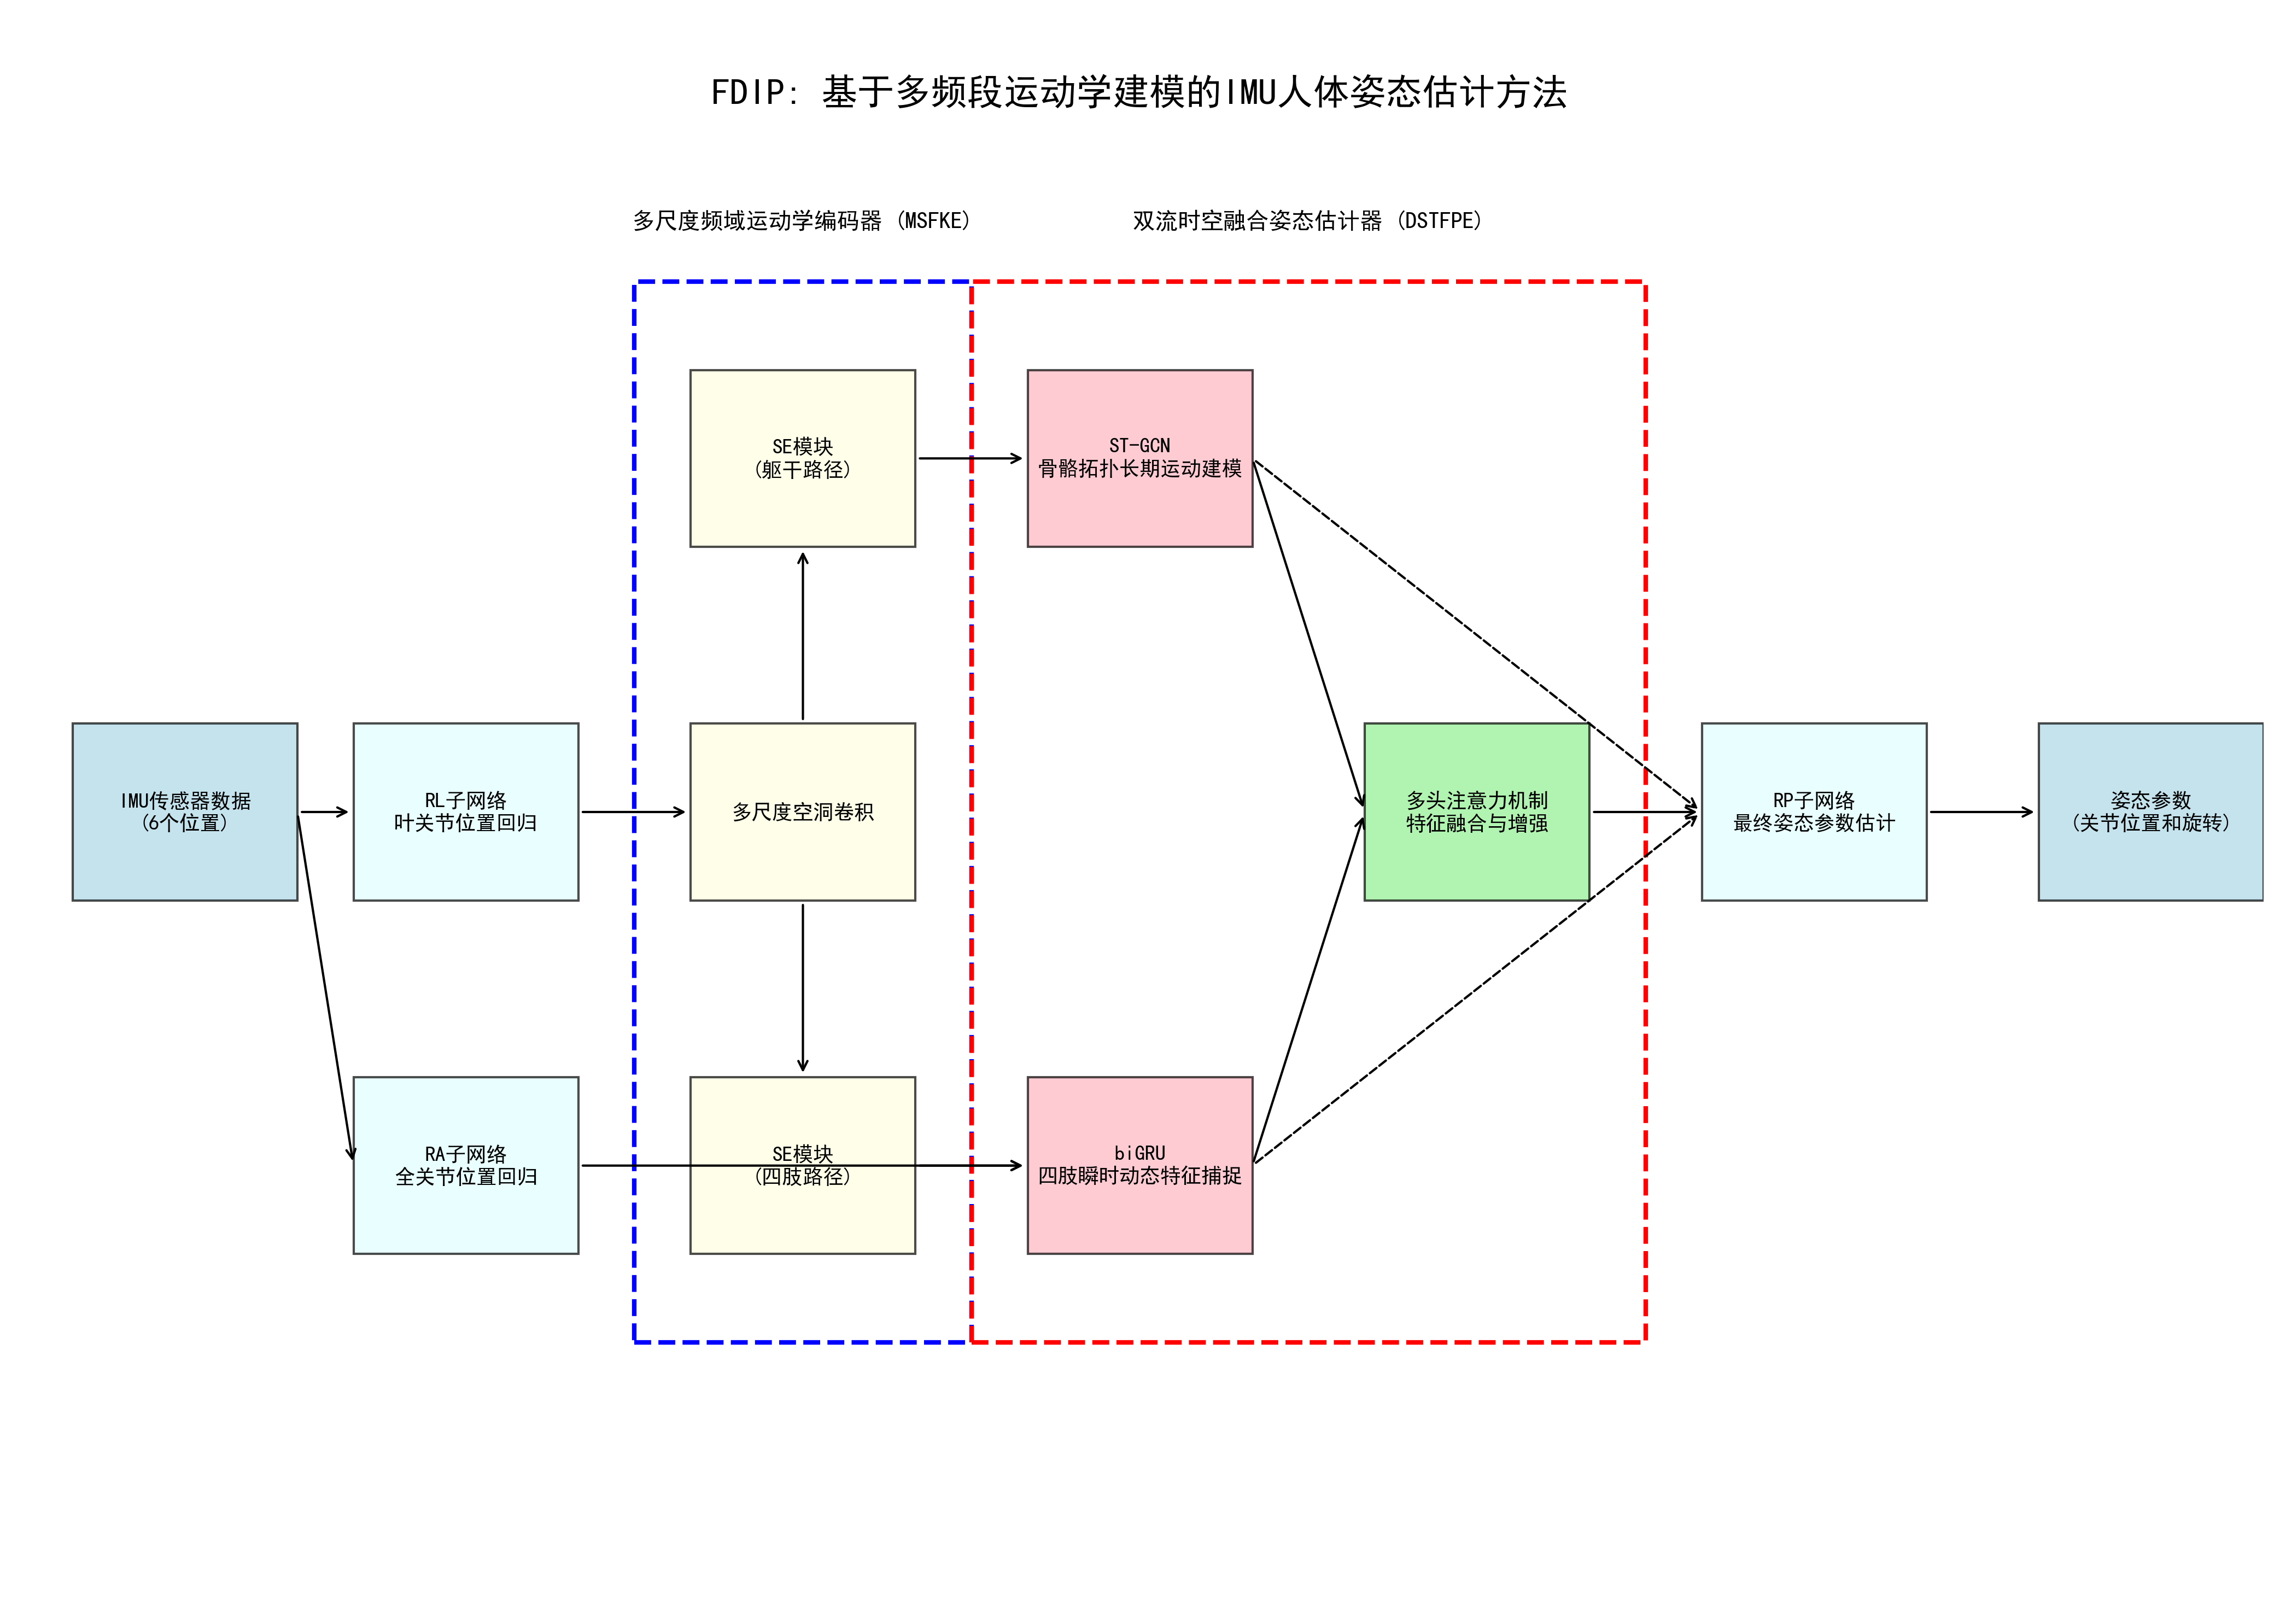 FDIP: 基于多频段运动学建模的IMU人体姿态估计方法
多尺度频域运动学编码器 (MSFKE)
双流时空融合姿态估计器 (DSTFPE)
SE模块
(躯干路径)
ST-GCN
骨骼拓扑长期运动建模
IMU传感器数据
(6个位置)
RL子网络
叶关节位置回归
多尺度空洞卷积
多头注意力机制
特征融合与增强
RP子网络
最终姿态参数估计
姿态参数
(关节位置和旋转)
RA子网络
全关节位置回归
SE模块
(四肢路径)
biGRU
四肢瞬时动态特征捕捉